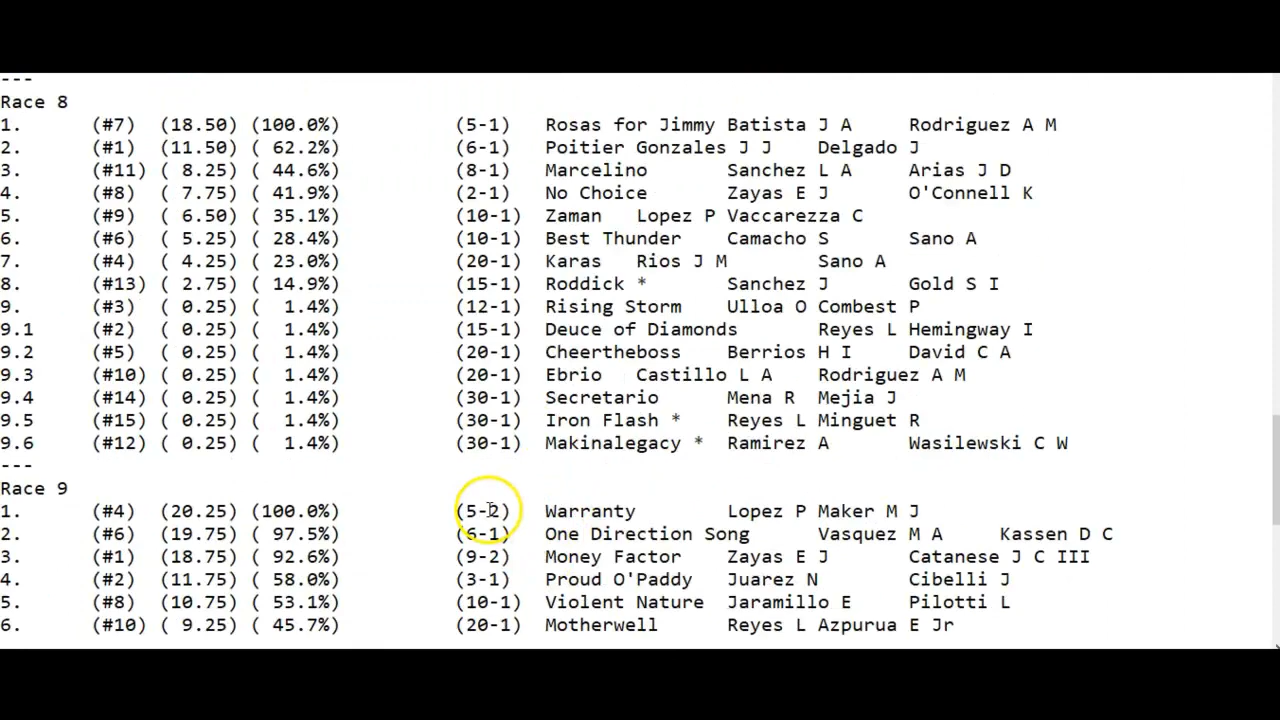 ---
Race 8
1. (#7) (18.50) (100.0%) (5-1) Rosas for Jimmy Batista J A Rodriguez A M
2. (#1) (11.50) ( 62.2%) (6-1) Poitier Gonzales J J Delgado J
3. (#11) ( 8.25) ( 44.6%) (8-1) Marcelino Sanchez L A Arias J D
4. (#8) ( 7.75) ( 41.9%) (2-1) No Choice Zayas E J O'Connell K
5. (#9) ( 6.50) ( 35.1%) (10-1) Zaman Lopez P Vaccarezza C
6. (#6) ( 5.25) ( 28.4%) (10-1) Best Thunder Camacho S Sano A
7. (#4) ( 4.25) ( 23.0%) (20-1) Karas Rios J M Sano A
8. (#13) ( 2.75) ( 14.9%) (15-1) Roddick * Sanchez J Gold S I
9. (#3) ( 0.25) ( 1.4%) (12-1) Rising Storm Ulloa O Combest P
9.1 (#2) ( 0.25) ( 1.4%) (15-1) Deuce of Diamonds Reyes L Hemingway I
9.2 (#5) ( 0.25) ( 1.4%) (20-1) Cheertheboss Berrios H I David C A
9.3 (#10) ( 0.25) ( 1.4%) (20-1) Ebrio Castillo L A Rodriguez A M
9.4 (#14) ( 0.25) ( 1.4%) (30-1) Secretario Mena R Mejia J
9.5 (#15) ( 0.25) ( 1.4%) (30-1) Iron Flash * Reyes L Minguet R
9.6 (#12) ( 0.25) ( 1.4%) (30-1) Makinalegacy * Ramirez A Wasilewski C W
---
Race 9
1. (#4) (20.25) (100.0%) (5-2) Warranty Lopez P Maker M J
2. (#6) (19.75) ( 97.5%) (6-1) One Direction Song Vasquez M A Kassen D C
3. (#1) (18.75) ( 92.6%) (9-2) Money Factor Zayas E J Catanese J C III
4. (#2) (11.75) ( 58.0%) (3-1) Proud O'Paddy Juarez N Cibelli J
5. (#8) (10.75) ( 53.1%) (10-1) Violent Nature Jaramillo E Pilotti L
6. (#10) ( 9.25) ( 45.7%) (20-1) Motherwell Reyes L Azpurua E Jr